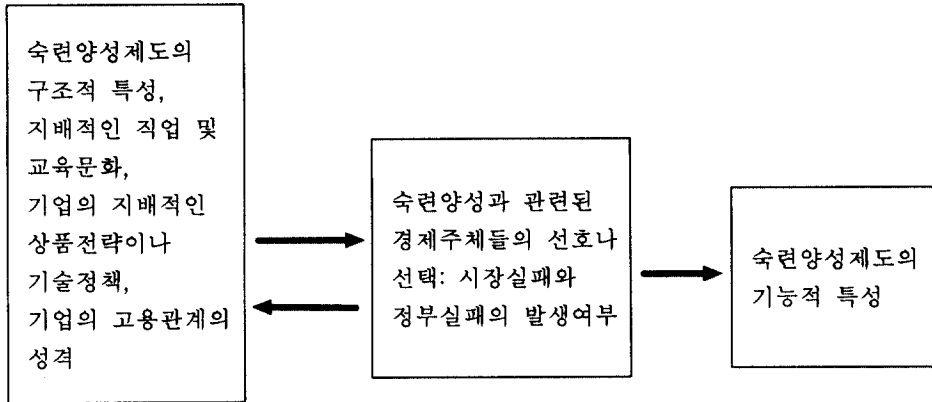 숙련양성제도의
구조적 특성,
지배적인 직업 및
교육문화,
기업의 지배적인
상품전략이나
기술정책,
기업의 고용관계의
성격
숙련양성과 관련된
경제주체들의 선호나
선택: 시장실패와
정부실패의 발생여부
숙련양성제도의
기능적 특성